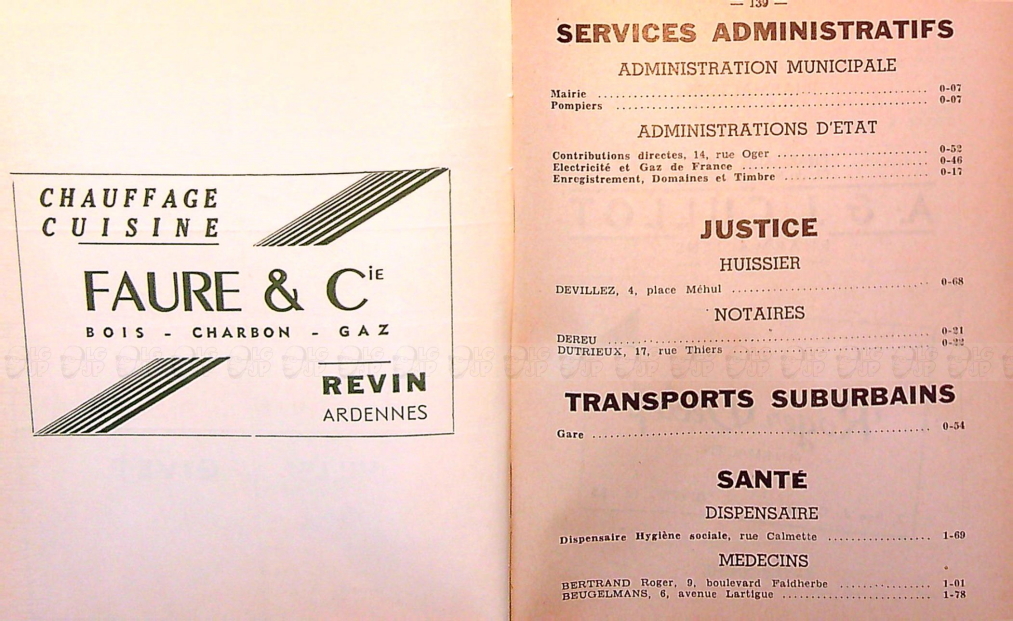 CHAUFFAGE
CUISINE
FAURE & Cie
BOIS - CHARBON - GAZ
REVIN
ARDENNES
— 139 —
SERVICES ADMINISTRATIFS
ADMINISTRATION MUNICIPALE
Mairie ........................................ 0-07
Pompiers ........................................ 0-07
ADMINISTRATIONS D'ETAT
Contributions directes, 14, rue Oger .................... 0-52
Electricité et Gaz de France .................... 0-46
Enregistrement, Domaines et Timbre .................... 0-17
JUSTICE
HUISSIER
DEVILLEZ, 4, place Méhul .................... 0-68
NOTAIRES
DEREU ........................................ 0-21
DUTRIEUX, 17, rue Thiers .................... 0-22
TRANSPORTS SUBURBAINS
Gare ........................................ 0-54
SANTÉ
DISPENSAIRE
Dispensaire Hygiène sociale, rue Calmette ............... 1-69
MEDECINS
BERTRAND Roger, 9, boulevard Faidherbe ............. 1-01
BEUGELMANS, 6, avenue Lartigue .................... 1-78